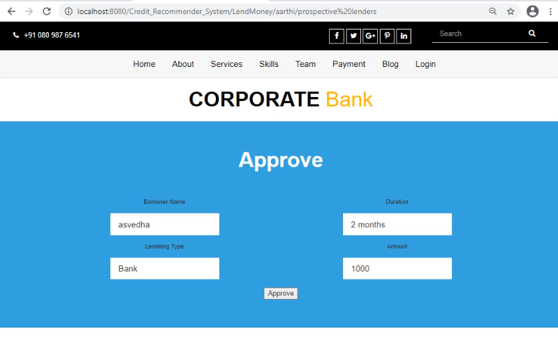 localhost:8080/Credit_Recommender_System/LendMoney/aarthi/prospective%20lenders
+91 080 987 6541
Search
Home About Services Skills Team Payment Blog Login
CORPORATE Bank
Approve
Borrower Name Duration
asvedha 2 months
Lendeing Type Amount
Bank 1000
Approve